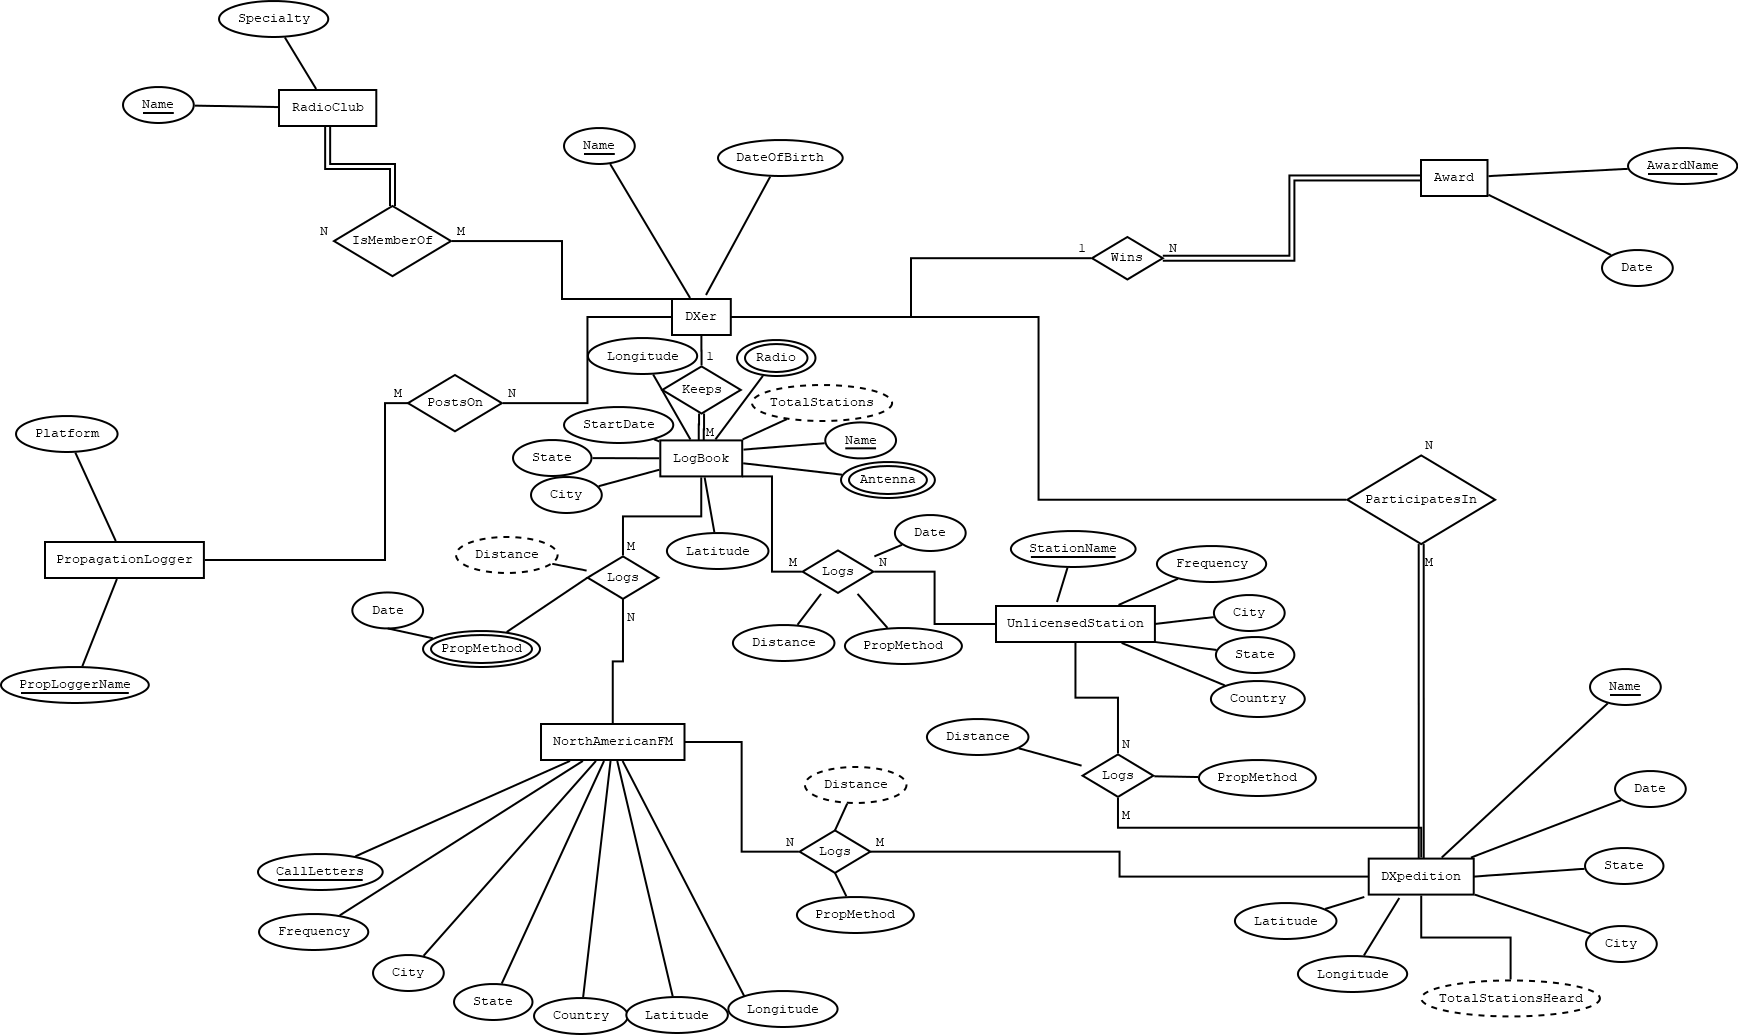 Specialty
Name
RadioClub
Name
DateOfBirth
AwardName
Award
Date
N
IsMemberOf
M
1
Wins
N
DXer
Longitude
1
Radio
Keeps
M
PostsOn
N
TotalStations
StartDate
M
Name
Platform
State
LogBook
Antenna
City
N
ParticipatesIn
M
PropagationLogger
Distance
M
Logs
Latitude
M
Logs
N
Date
StationName
Frequency
City
UnlicensedStation
State
Country
Date
PropMethod
N
Distance
PropMethod
PropLoggerName
Name
NorthAmericanFM
Distance
N
Logs
PropMethod
M
Date
Distance
N
Logs
M
PropMethod
CallLetters
Frequency
City
State
Country
Latitude
Longitude
DXpedition
State
Latitude
City
Longitude
TotalStationsHeard